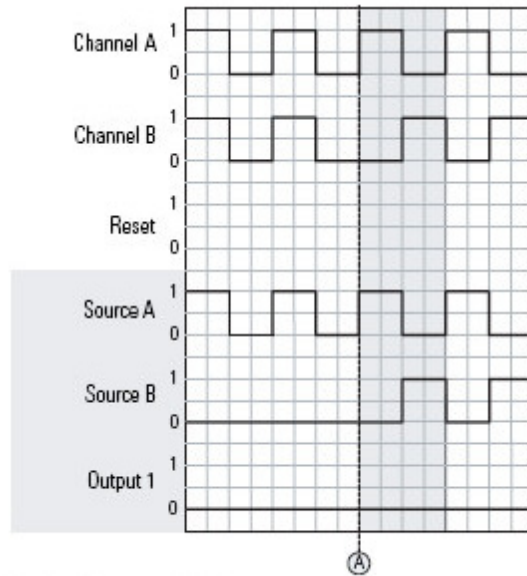 Channel A 1
0
Channel B 1
0
Reset 1
0
Source A 1
0
Source B 1
0
Output 1 1
0
A